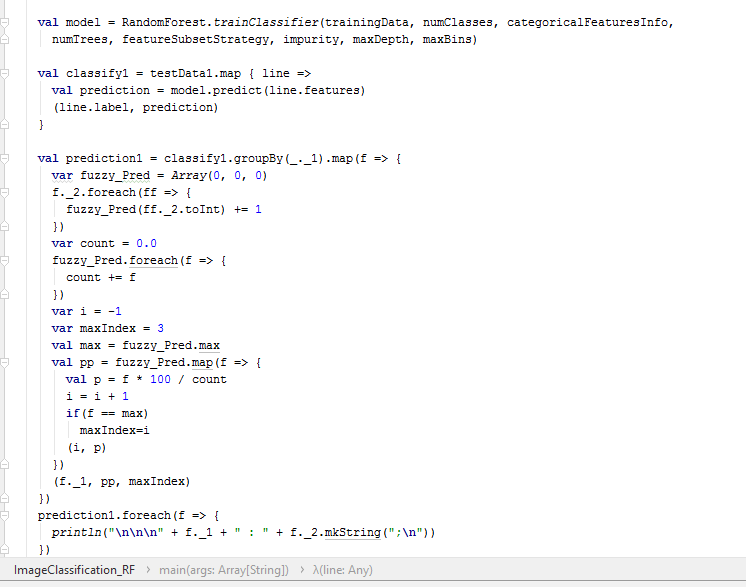 val model = RandomForest.trainClassifier(trainingData, numClasses, categoricalFeaturesInfo,
numTrees, featureSubsetStrategy, impurity, maxDepth, maxBins)
val classify1 = testData1.map { line =>
val prediction = model.predict(line.features)
(line.label, prediction)
}
val prediction1 = classify1.groupBy(_._1).map(f => {
var fuzzy_Pred = Array(0, 0, 0)
f._2.foreach(ff => {
fuzzy_Pred(ff._2.toInt) += 1
})
var count = 0.0
fuzzy_Pred.foreach(f => {
count += f
})
var i = -1
var maxIndex = 3
val max = fuzzy_Pred.max
val pp = fuzzy_Pred.map(f => {
val p = f * 100 / count
i = i + 1
if(f == max)
maxIndex=i
(i, p)
})
(f._1, pp, maxIndex)
})
prediction1.foreach(f => {
println("\n\n\n" + f._1 + " : " + f._2.mkString(";\n"))
})
ImageClassification_RF › main(args: Array[String]) › λ(line: Any)